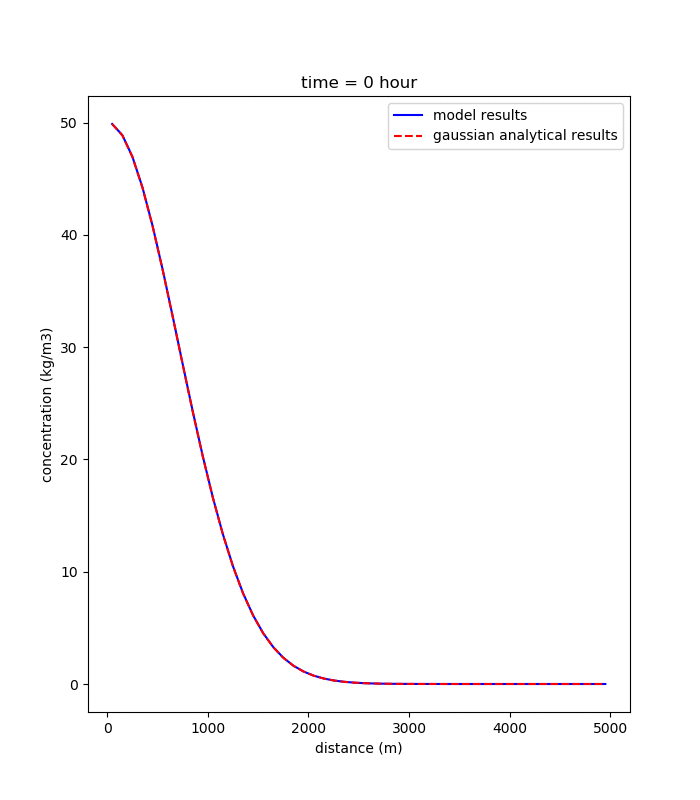 time = 0 hour
model results
gaussian analytical results
50
40
30
20
10
0
concentration (kg/m3)
0 1000 2000 3000 4000 5000
distance (m)